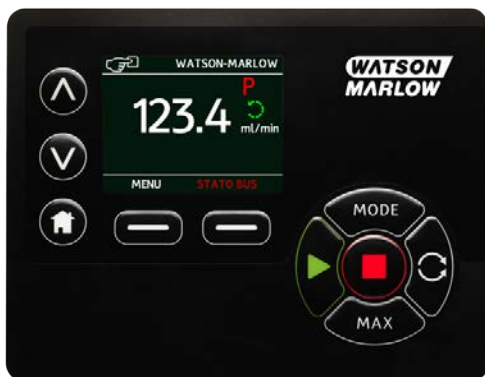 WATSON-MARLOW
P
123.4
ml/min
MENU STATO BUS
WATSON
MARLOW
MODE
MAX